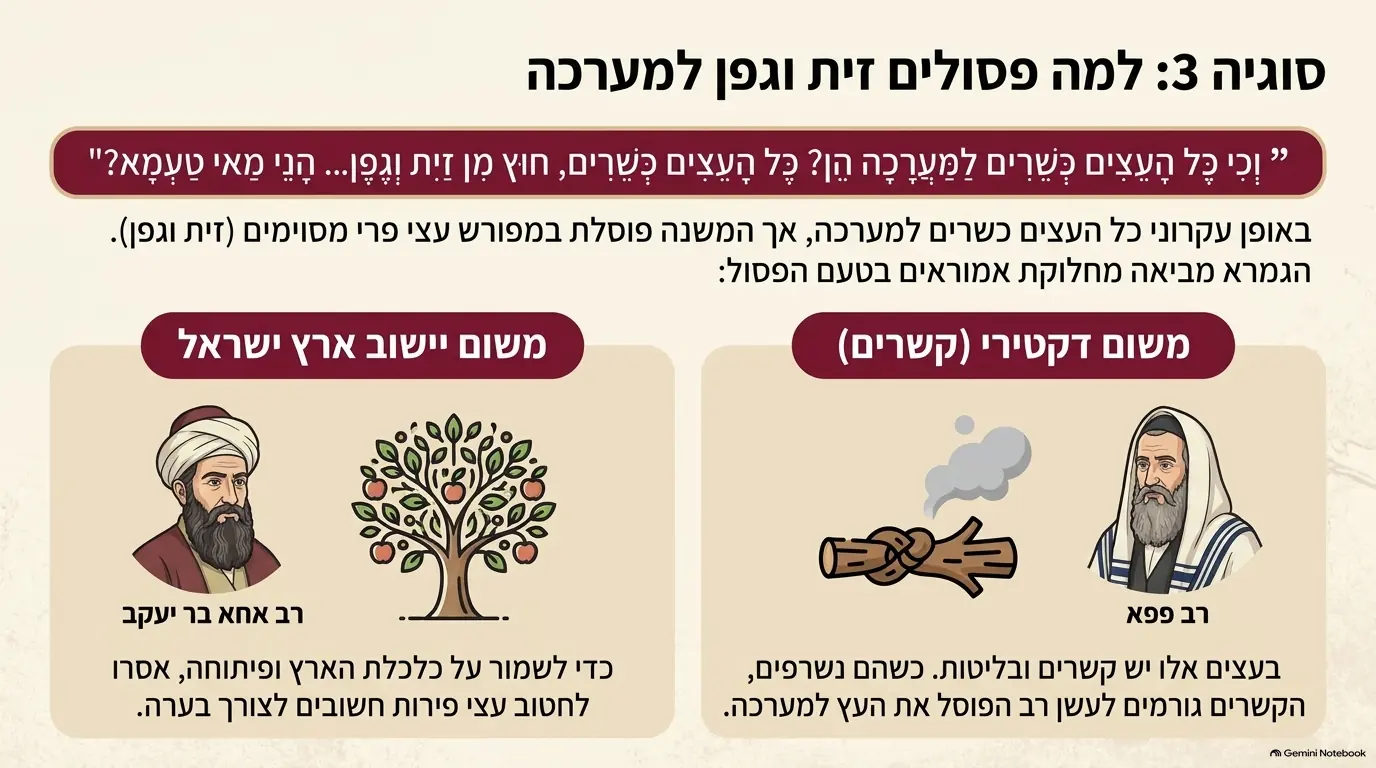 סוגיה 3: למה פסולים זית וגפן למערכה
” וְכִי כָּל הָעֵצִים כְּשֵׁרִים לַמַּעֲרָכָה הֵן? כָּל הָעֵצִים כְּשֵׁרִים, חוּץ מִן זַיִת וְגֶפֶן... הָנֵי מַאי טַעְמָא?"
באופן עקרוני כל העצים כשרים למערכה, אך המשנה פוסלת במפורש עצי פרי מסוימים (זית וגפן).
הגמרא מביאה מחלוקת אמוראים בטעם הפסול:
משום דקטירי (קשרים)
רב פפא
בעצים אלו יש קשרים ובליטות. כשהם נשרפים,
הקשרים גורמים לעשן רב הפוסל את העץ למערכה.
משום יישוב ארץ ישראל
רב אחא בר יעקב
כדי לשמור על כלכלת הארץ ופיתוחה, אסרו
לחטוב עצי פירות חשובים לצורך בערה.
Gemini Notebook